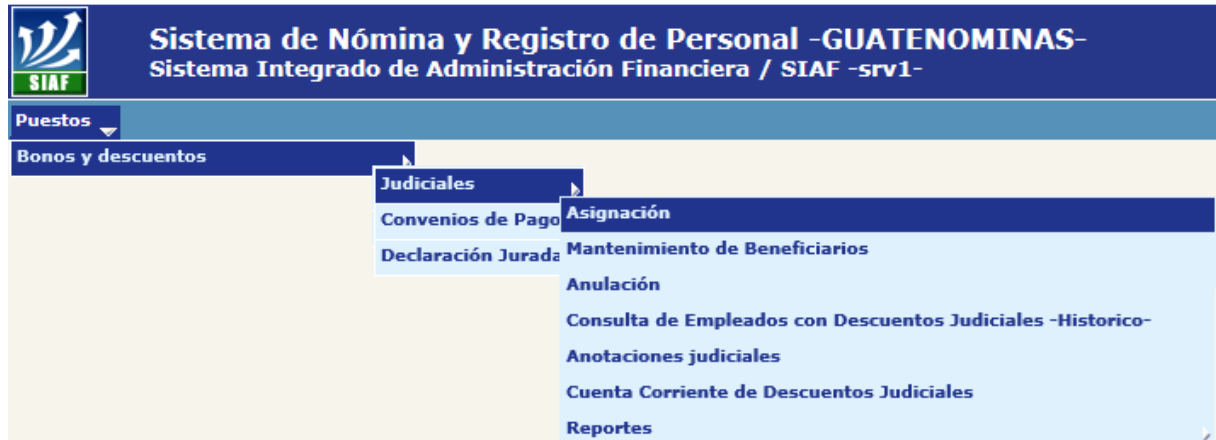 Sistema de Nómina y Registro de Personal -GUATENOMINAS-
Sistema Integrado de Administración Financiera / SIAF -srv1-
SIAF
Puestos
Bonos y descuentos
Judiciales
Convenios de Pago
Declaración Jurada
Asignación
Mantenimiento de Beneficiarios
Anulación
Consulta de Empleados con Descuentos Judiciales -Historico-
Anotaciones judiciales
Cuenta Corriente de Descuentos Judiciales
Reportes